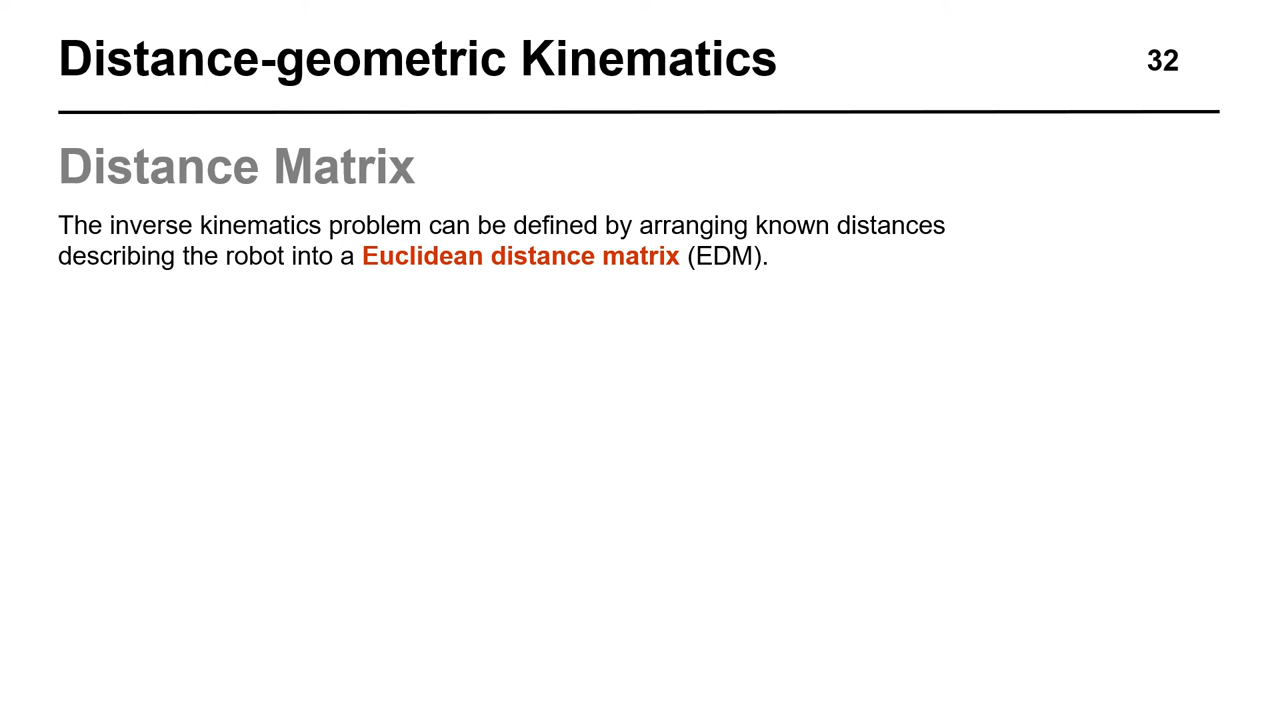 Distance-geometric Kinematics
32
Distance Matrix
The inverse kinematics problem can be defined by arranging known distances
describing the robot into a Euclidean distance matrix (EDM).